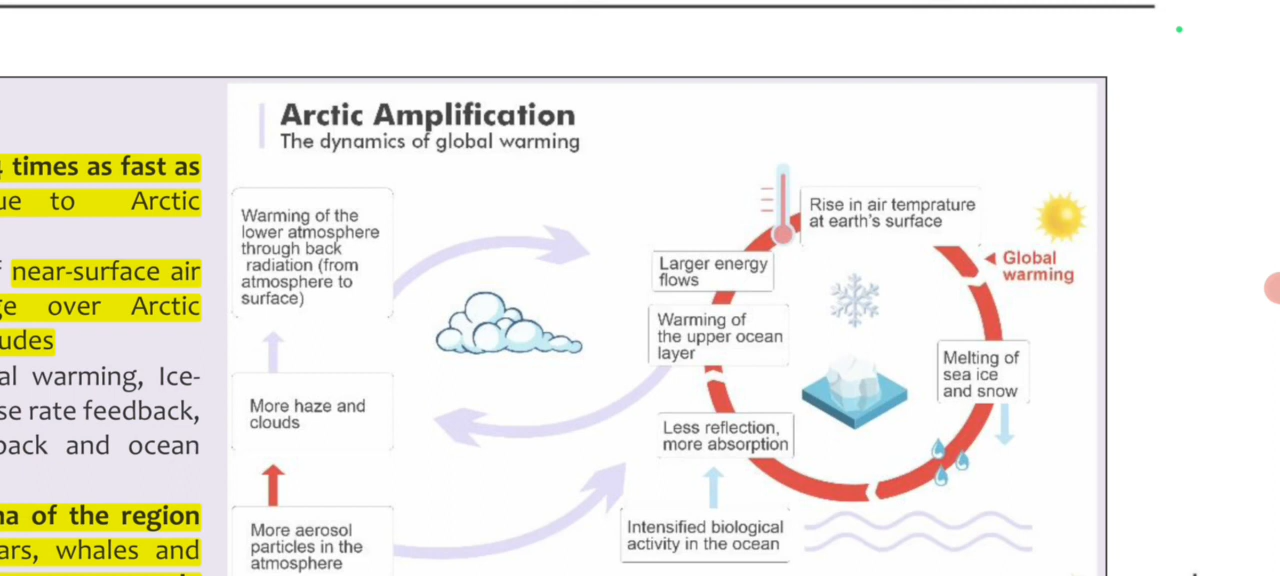 4 times as fast as
ue to Arctic
near-surface air
ge over Arctic
udes
al warming, Ice-
se rate feedback,
back and ocean
na of the region
ars, whales and
Arctic Amplification
The dynamics of global warming
Warming of the
lower atmosphere
through back
radiation (from
atmosphere to
surface)
More haze and
clouds
More aerosol
particles in the
atmosphere
Rise in air temprature
at earth's surface
Global
warming
Larger energy
flows
Warming of
the upper ocean
layer
Melting of
sea ice
and snow
Less reflection,
more absorption
Intensified biological
activity in the ocean